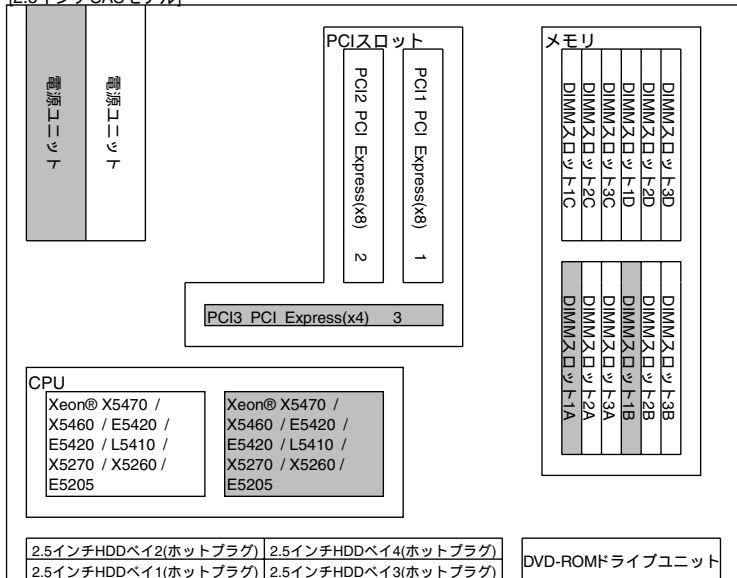 [2.5インチSASモデル]
電源ユニット
電源ユニット
PCIスロット
PCI2 PCI Express(x8) 2
PCI1 PCI Express(x8) 1
PCI3 PCI Express(x4) 3
メモリ
DIMMスロット1C
DIMMスロット2C
DIMMスロット3C
DIMMスロット1D
DIMMスロット2D
DIMMスロット3D
DIMMスロット1A
DIMMスロット2A
DIMMスロット3A
DIMMスロット1B
DIMMスロット2B
DIMMスロット3B
CPU
Xeon® X5470 /
X5460 / E5420 /
E5420 / L5410 /
X5270 / X5260 /
E5205
Xeon® X5470 /
X5460 / E5420 /
E5420 / L5410 /
X5270 / X5260 /
E5205
2.5インチHDDベイ2(ホットプラグ)
2.5インチHDDベイ4(ホットプラグ)
2.5インチHDDベイ1(ホットプラグ)
2.5インチHDDベイ3(ホットプラグ)
DVD-ROMドライブユニット